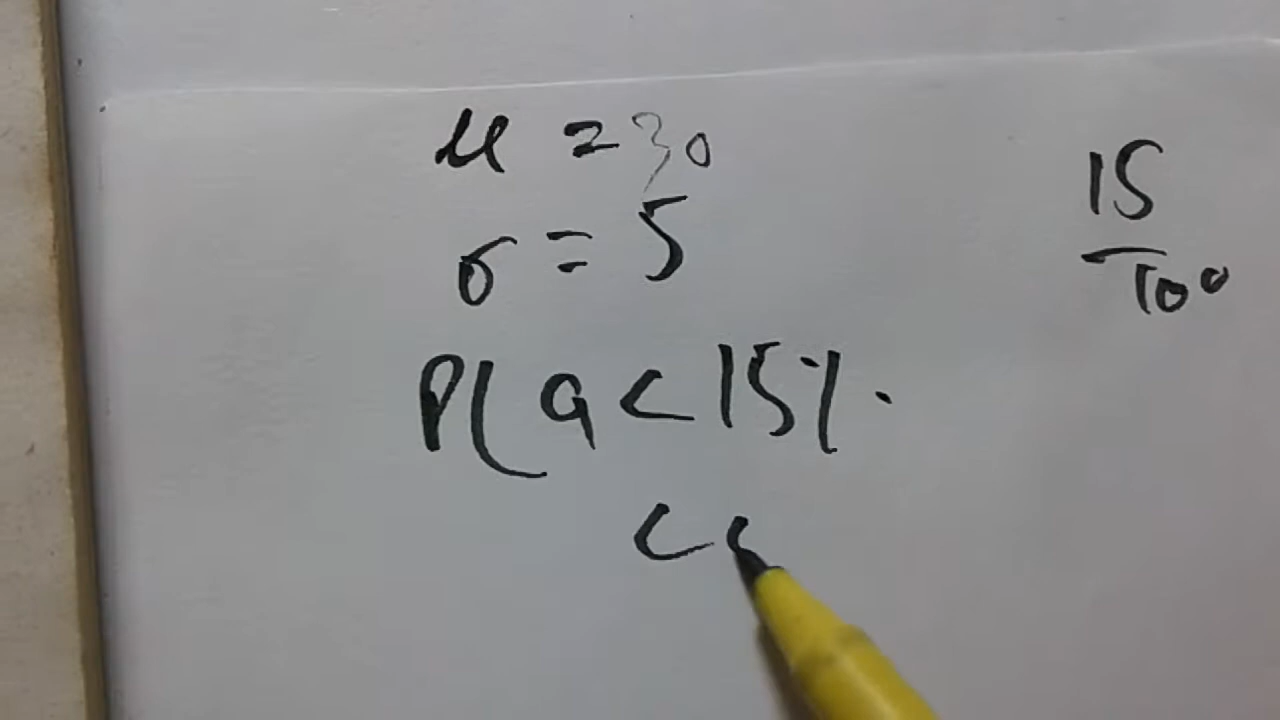 μ = 30
σ = 5
P( a < 15%.
<
15
100